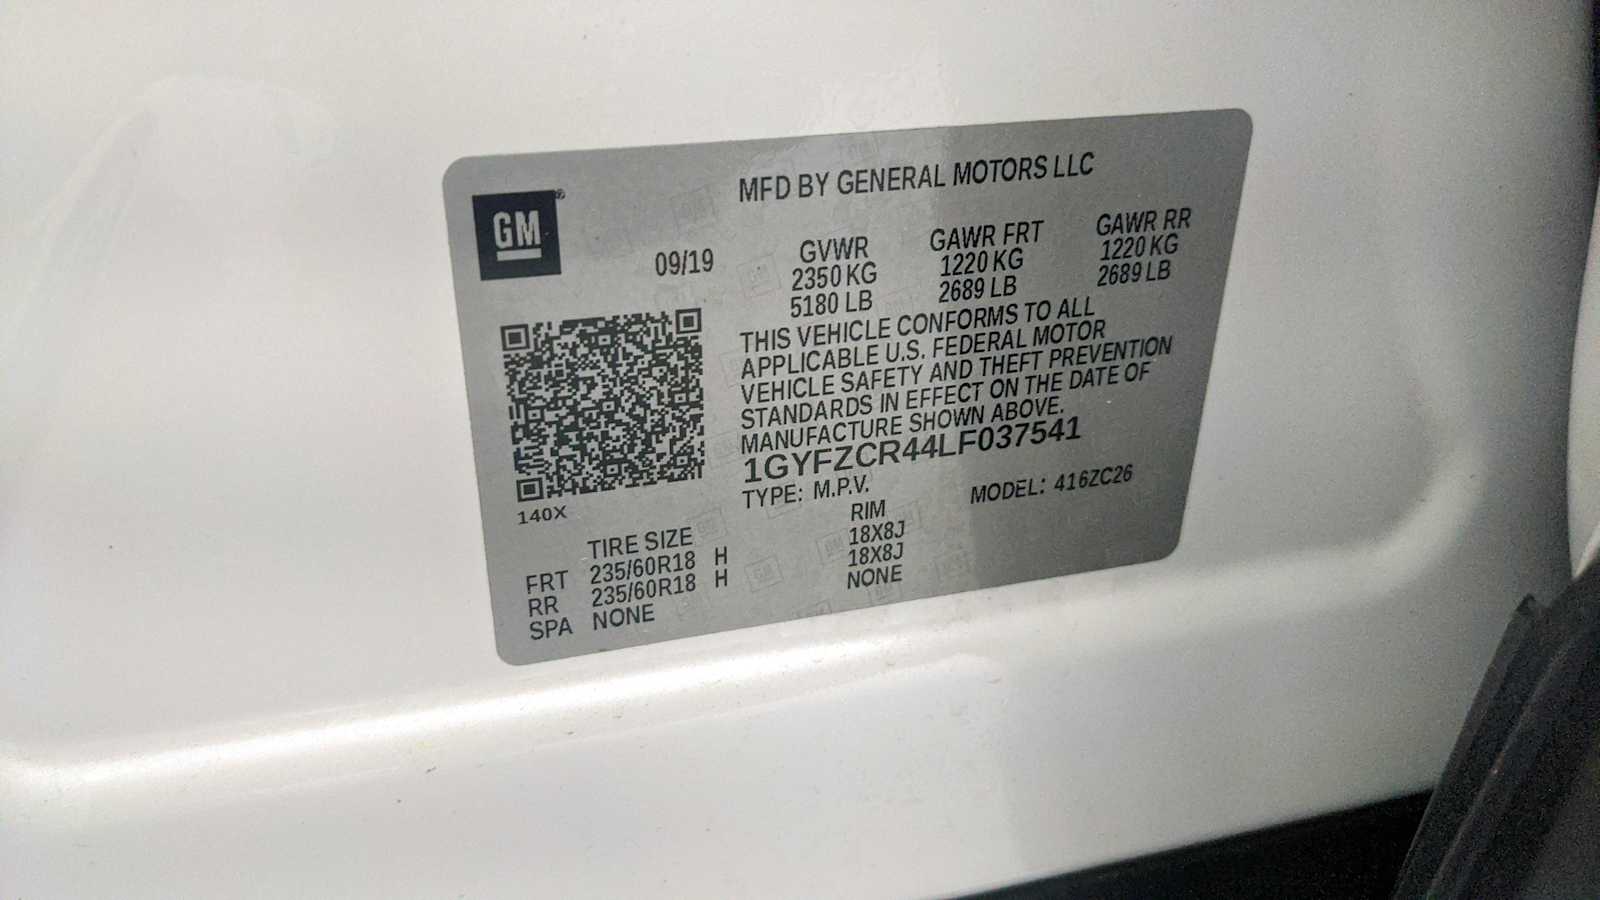 GM®
MFD BY GENERAL MOTORS LLC
09/19
GVWR
2350 KG
5180 LB
GAWR FRT
1220 KG
2689 LB
GAWR RR
1220 KG
2689 LB
THIS VEHICLE CONFORMS TO ALL
APPLICABLE U.S. FEDERAL MOTOR
VEHICLE SAFETY AND THEFT PREVENTION
STANDARDS IN EFFECT ON THE DATE OF
MANUFACTURE SHOWN ABOVE.
1GYFZCR44LF037541
TYPE: M.P.V. MODEL: 416ZC26
140X
TIRE SIZE RIM
FRT 235/60R18 H 18X8J
RR 235/60R18 H 18X8J
SPA NONE NONE